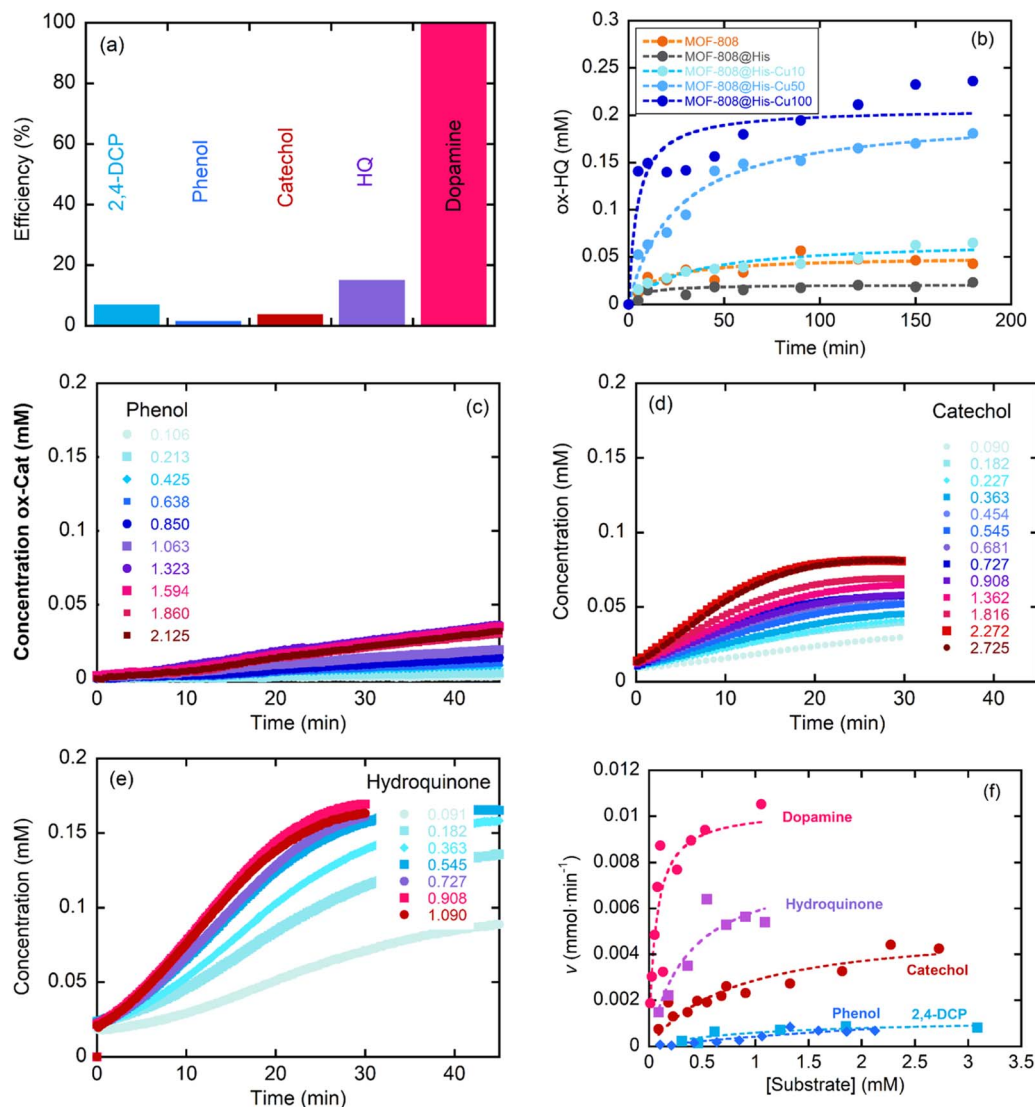 (a)
100
80
60
40
20
0
Efficiency (%)
2,4-DCP
Phenol
Catechol
HQ
Dopamine
(b)
0.3
0.25
0.2
0.15
0.1
0.05
0
ox-HQ (mM)
MOF-808
MOF-808@His
MOF-808@His-Cu10
MOF-808@His-Cu50
MOF-808@His-Cu100
0 50 100 150 200
Time (min)
(c)
0.2
0.15
0.1
0.05
0
Concentration ox-Cat (mM)
Phenol
0.106
0.213
0.425
0.638
0.850
1.063
1.323
1.594
1.860
2.125
0 10 20 30 40
Time (min)
(d)
0.2
0.15
0.1
0.05
0
Concentration (mM)
Catechol
0.090
0.182
0.227
0.363
0.454
0.545
0.681
0.727
0.908
1.362
1.816
2.272
2.725
0 10 20 30 40
Time (min)
(e)
0.2
0.15
0.1
0.05
0
Concentration (mM)
Hydroquinone
0.091
0.182
0.363
0.545
0.727
0.908
1.090
0 10 20 30 40
Time (min)
(f)
0.012
0.01
0.008
0.006
0.004
0.002
0
v (mmol·min⁻¹)
Dopamine
Hydroquinone
Catechol
Phenol
2,4-DCP
0 0.5 1 1.5 2 2.5 3 3.5
[Substrate] (mM)